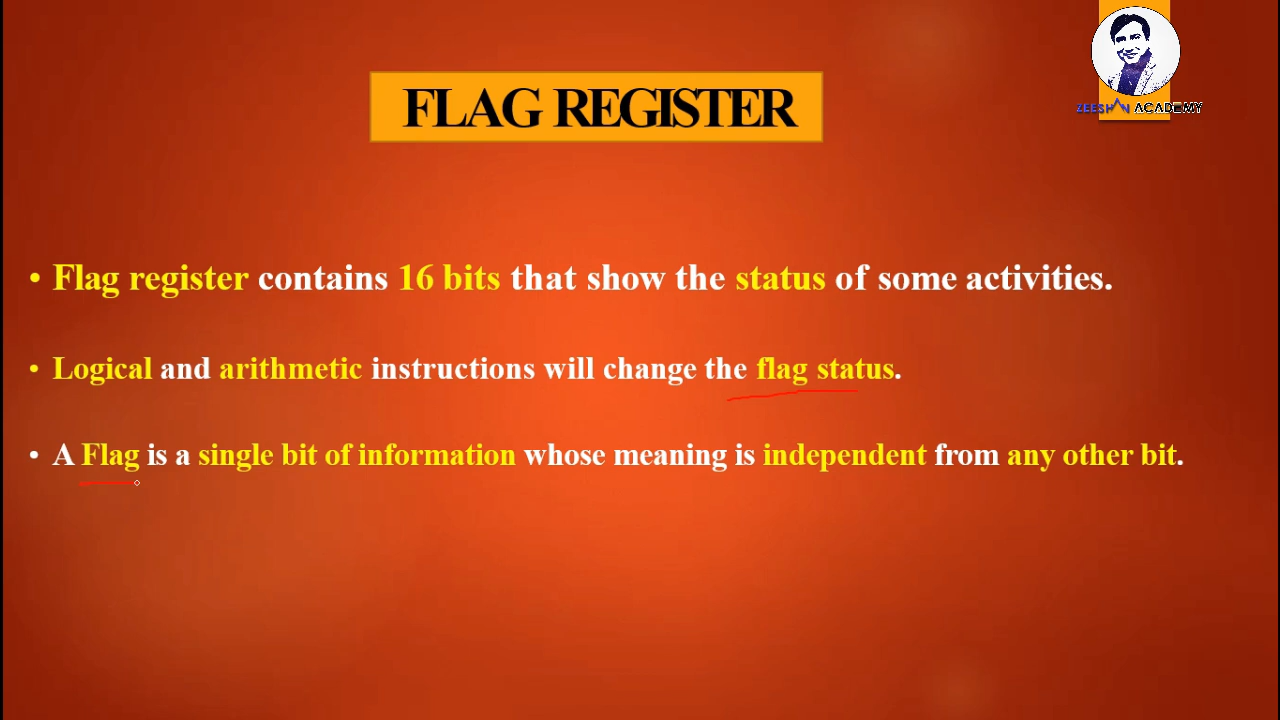 ZEESHAN ACADEMY
FLAG REGISTER
• Flag register contains 16 bits that show the status of some activities.
• Logical and arithmetic instructions will change the flag status.
• A Flag is a single bit of information whose meaning is independent from any other bit.